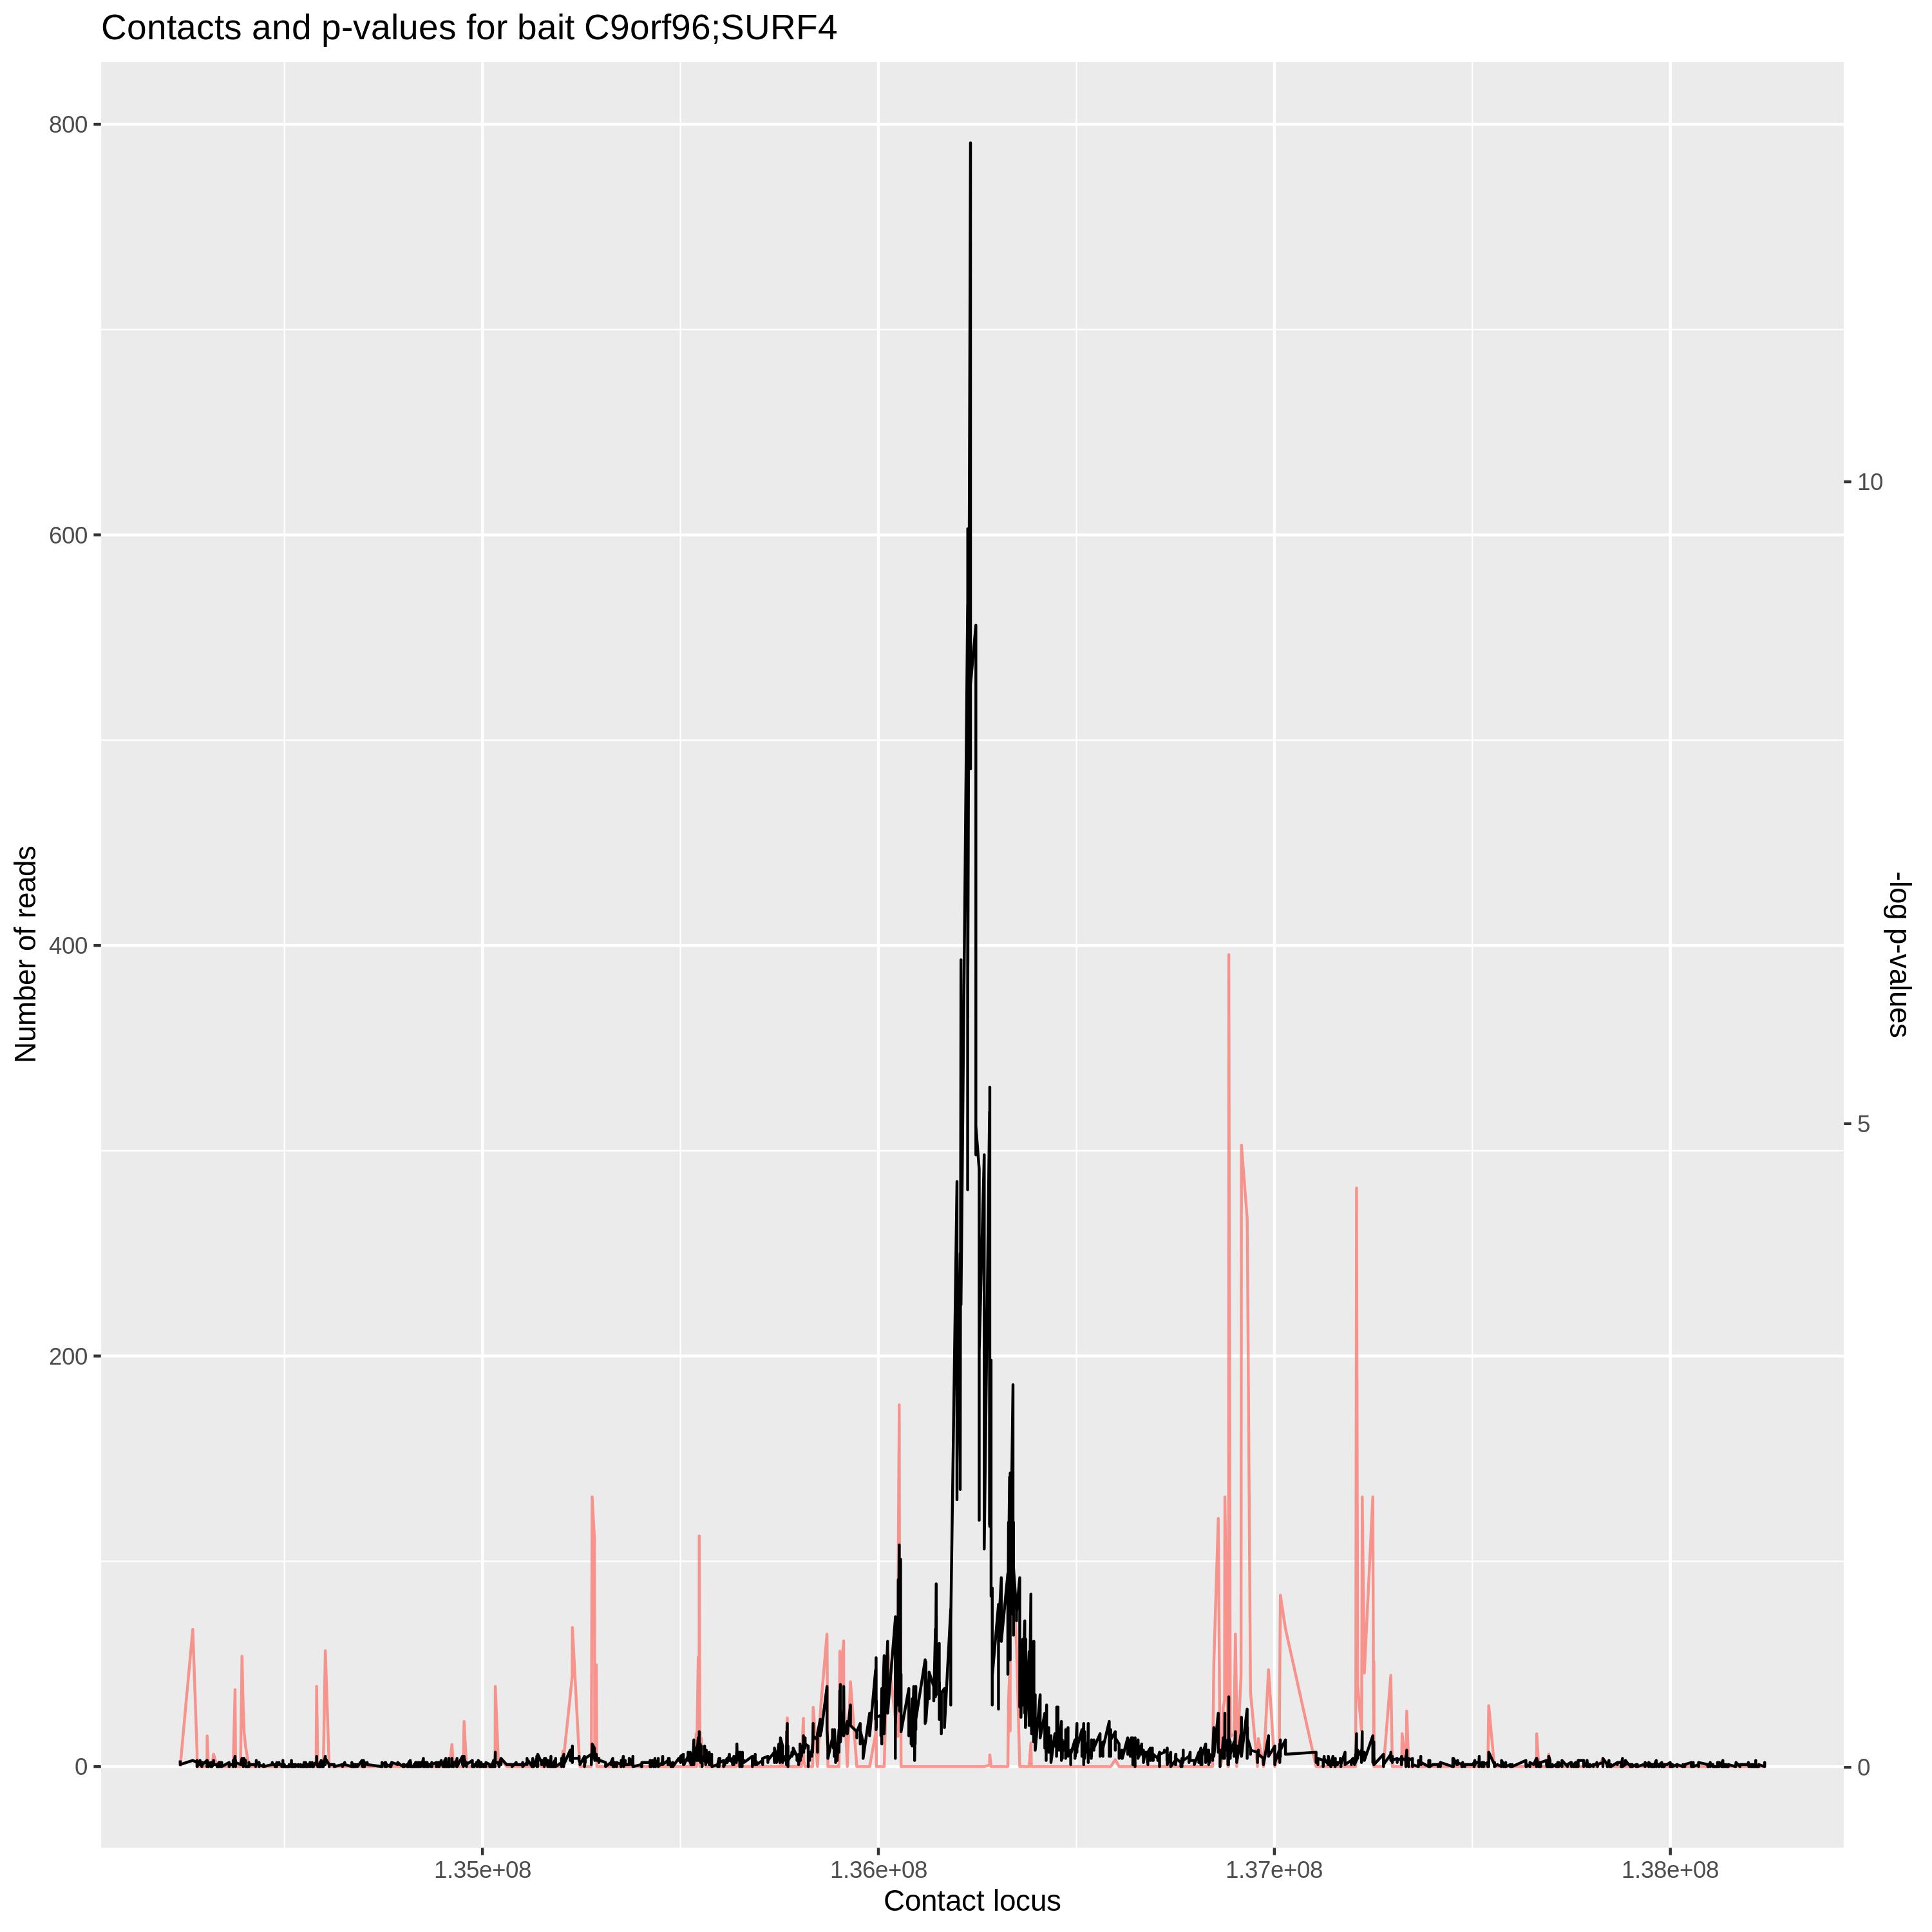 Contacts and p-values for bait C9orf96;SURF4
800
600
400
200
0
Number of reads
10
5
0
-log p-values
1.35e+08
1.36e+08
1.37e+08
1.38e+08
Contact locus